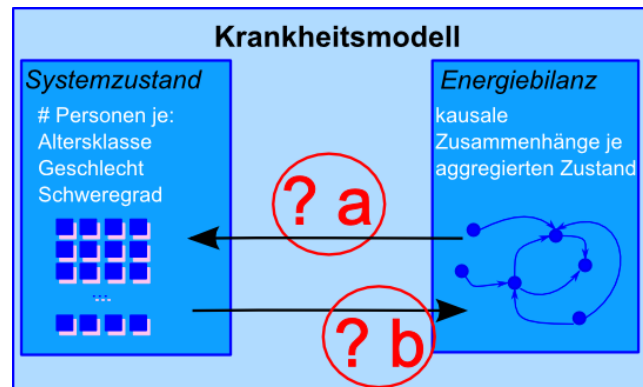 Krankheitsmodell
Systemzustand
# Personen je:
Altersklasse
Geschlecht
Schweregrad
...
Energiebilanz
kausale
Zusammenhänge je
aggregierten Zustand
? a
? b